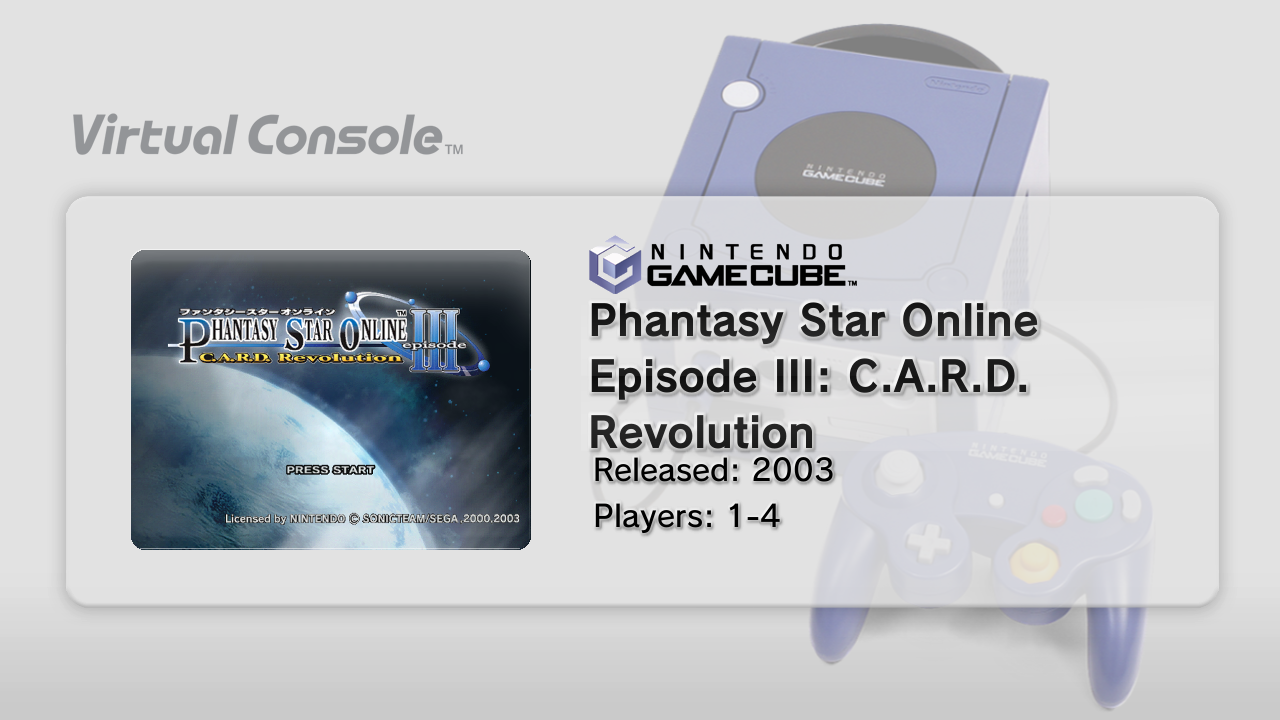 Virtual Console™
Nintendo
NINTENDO
GAMECUBE
NINTENDO
GAMECUBE™
ファンタシースターオンライン
PHANTASY STAR ONLINE™
episode III
C.A.R.D. Revolution
PRESS START
Licensed by NINTENDO © SONICTEAM/SEGA.2000.2003
Phantasy Star Online
Episode III: C.A.R.D.
Revolution
Released: 2003
Players: 1-4
NINTENDO
GAMECUBE